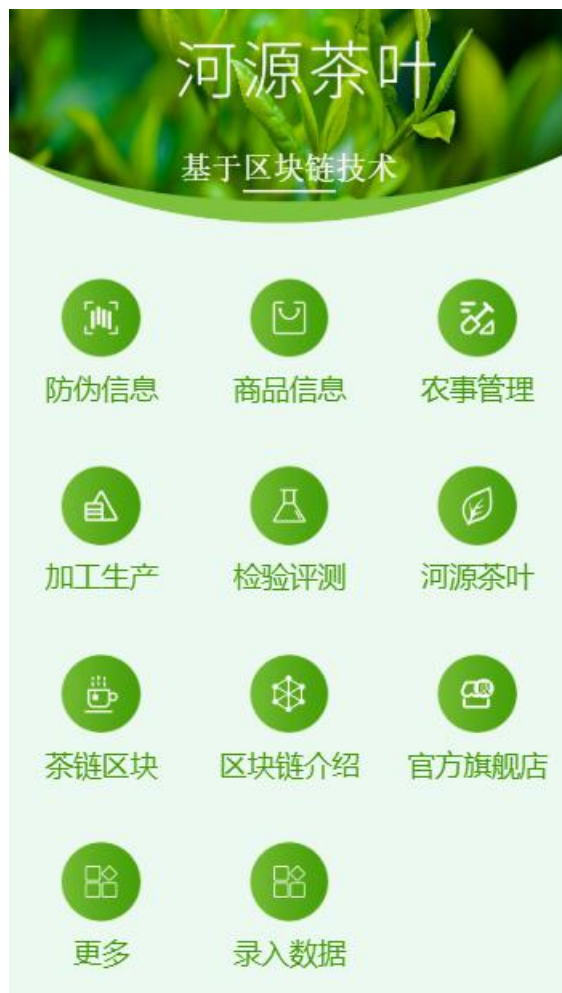 河源茶叶
基于区块链技术
防伪信息
商品信息
农事管理
加工生产
检验评测
河源茶叶
茶链区块
区块链介绍
官方旗舰店
更多
录入数据